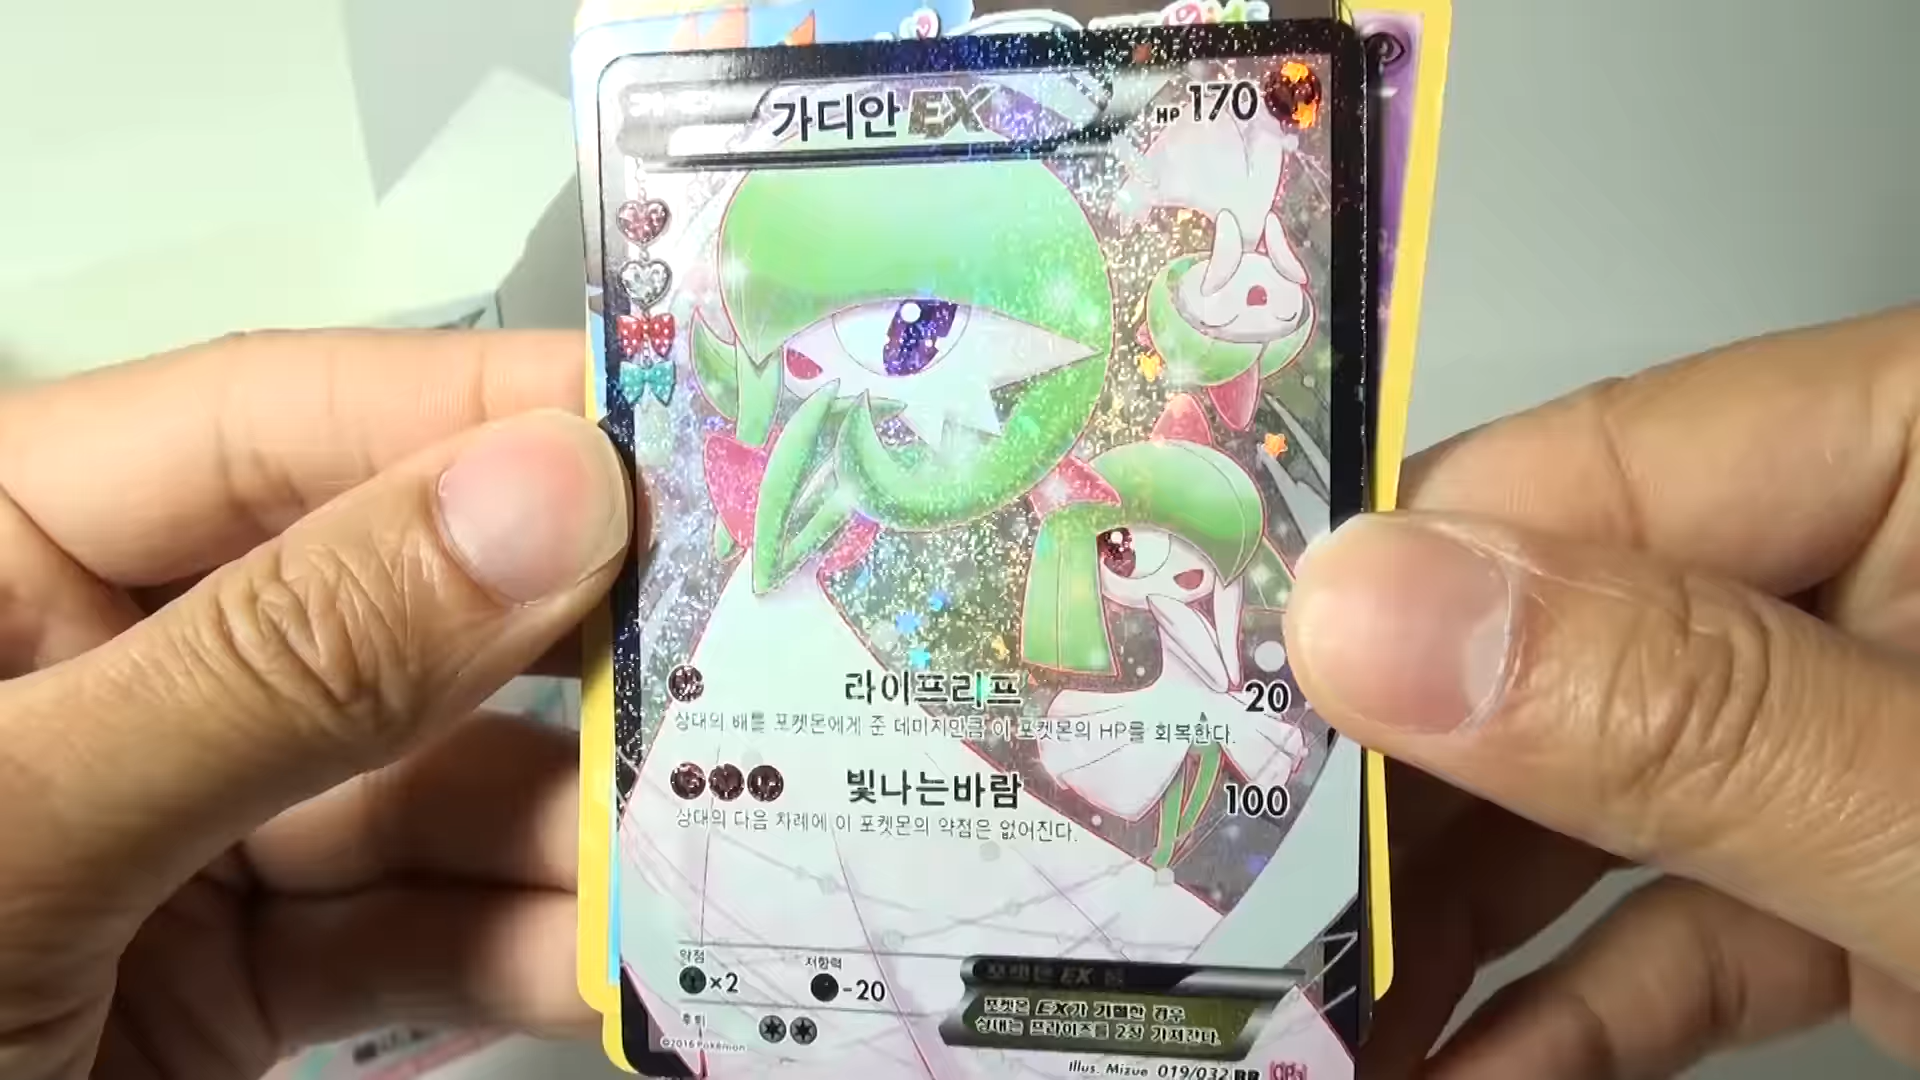 가디안EX
HP 170
라이프리프 20
상대의 배틀 포켓몬에게 준 데미지만큼 이 포켓몬의 HP를 회복한다.
빛나는바람 100
상대의 다음 차례에 이 포켓몬의 약점은 없어진다.
약점 저항력
×2 -20
후퇴
포켓몬 EX 룰
포켓몬 EX가 기절한 경우
상대는 프라이즈를 2장 가져간다.
©2016 Pokémon
Illus. Mizue 019/032 RR